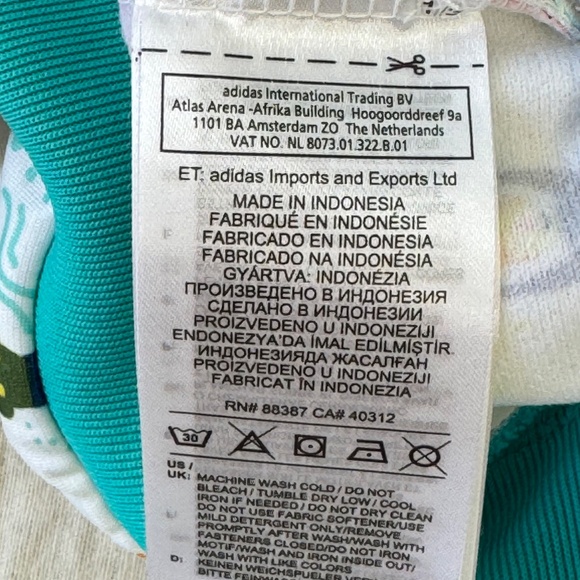 adidas International Trading BV
Atlas Arena -Afrika Building Hoogoorddreef 9a
1101 BA Amsterdam ZO The Netherlands
VAT NO. NL 8073.01.322.B.01
ET: adidas Imports and Exports Ltd
MADE IN INDONESIA
FABRIQUÉ EN INDONÉSIE
FABRICADO EN INDONESIA
FABRICADO NA INDONÉSIA
GYÁRTVA: INDONÉZIA
ПРОИЗВЕДЕНО В ИНДОНЕЗИЯ
СДЕЛАНО В ИНДОНЕЗИИ
PROIZVEDENO U INDONEZIJI
ENDONEZYA'DA İMAL EDİLMİŞTİR.
ИНДОНЕЗИЯДА ЖАСАЛҒАН
PROIZVEDENO U INDONEZIJI
FABRICAT ÎN INDONEZIA
RN# 88387 CA# 40312
30
US /
UK: MACHINE WASH COLD / DO NOT
BLEACH / TUMBLE DRY LOW / COOL
IRON IF NEEDED / DO NOT DRY CLEAN
DO NOT USE FABRIC SOFTENER/USE
MILD DETERGENT ONLY/REMOVE
PROMPTLY AFTER WASH/WASH WITH
FASTENERS CLOSED/DO NOT IRON
MOTIF/WASH AND IRON INSIDE OUT/
WASH WITH LIKE COLORS
D: KEINEN WEICHSPUELER
BITTE